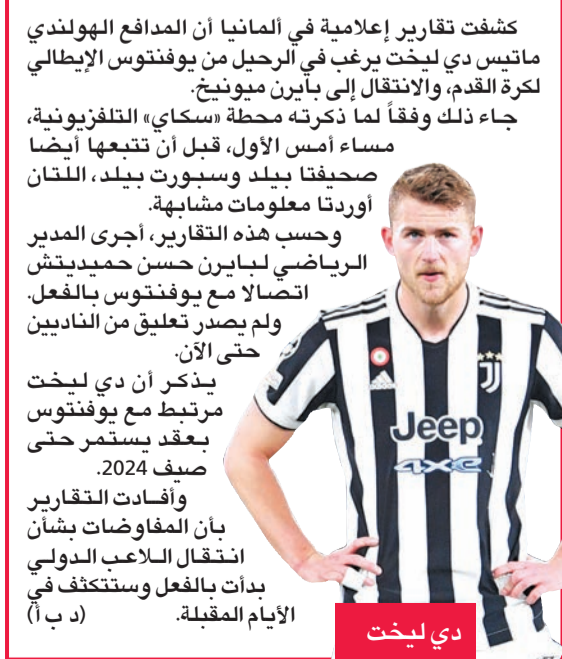 كشفت تقارير إعلامية في ألمانيا أن المدافع الهولندي
ماتيس دي ليخت يرغب في الرحيل من يوفنتوس الإيطالي
لكرة القدم، والانتقال إلى بايرن ميونيخ.
جاء ذلك وفقاً لما ذكرته محطة «سكاي» التلفزيونية،
مساء أمس الأول، قبل أن تتبعها أيضا
صحيفتا بيلد وسبورت بيلد، اللتان
أوردتا معلومات مشابهة.
وحسب هذه التقارير، أجرى المدير
الرياضي لبايرن حسن حميديتش
اتصالا مع يوفنتوس بالفعل.
ولم يصدر تعليق من الناديين
حتى الآن.
يذكر أن دي ليخت
مرتبط مع يوفنتوس
بعقد يستمر حتى
صيف 2024.
وأفادت التقارير
بأن المفاوضات بشأن
انتقال اللاعب الدولي
بدأت بالفعل وستتكثف في
الأيام المقبلة. (د ب أ)
Jeep
4XE
دي ليخت